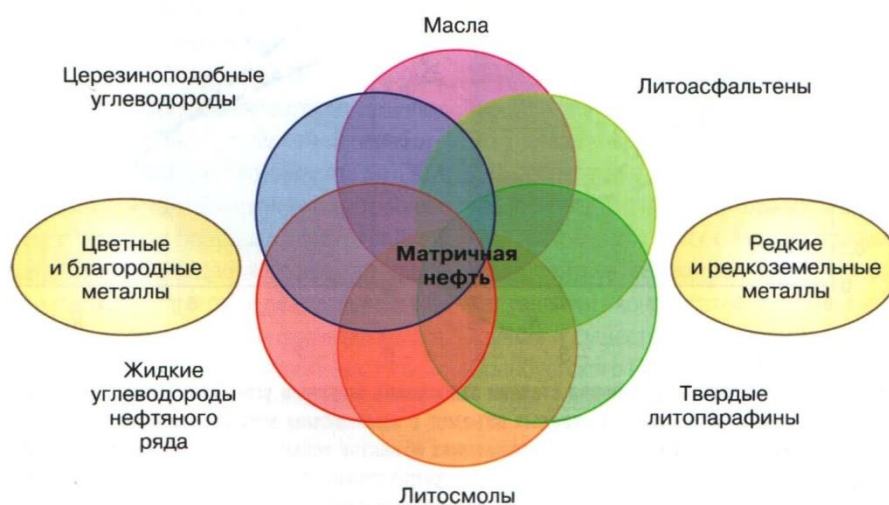 Масла
Церезиноподобные
углеводороды
Литоасфальтены
Цветные
и благородные
металлы
Матричная
нефть
Редкие
и редкоземельные
металлы
Жидкие
углеводороды
нефтяного
ряда
Твердые
литопарафины
Литосмолы